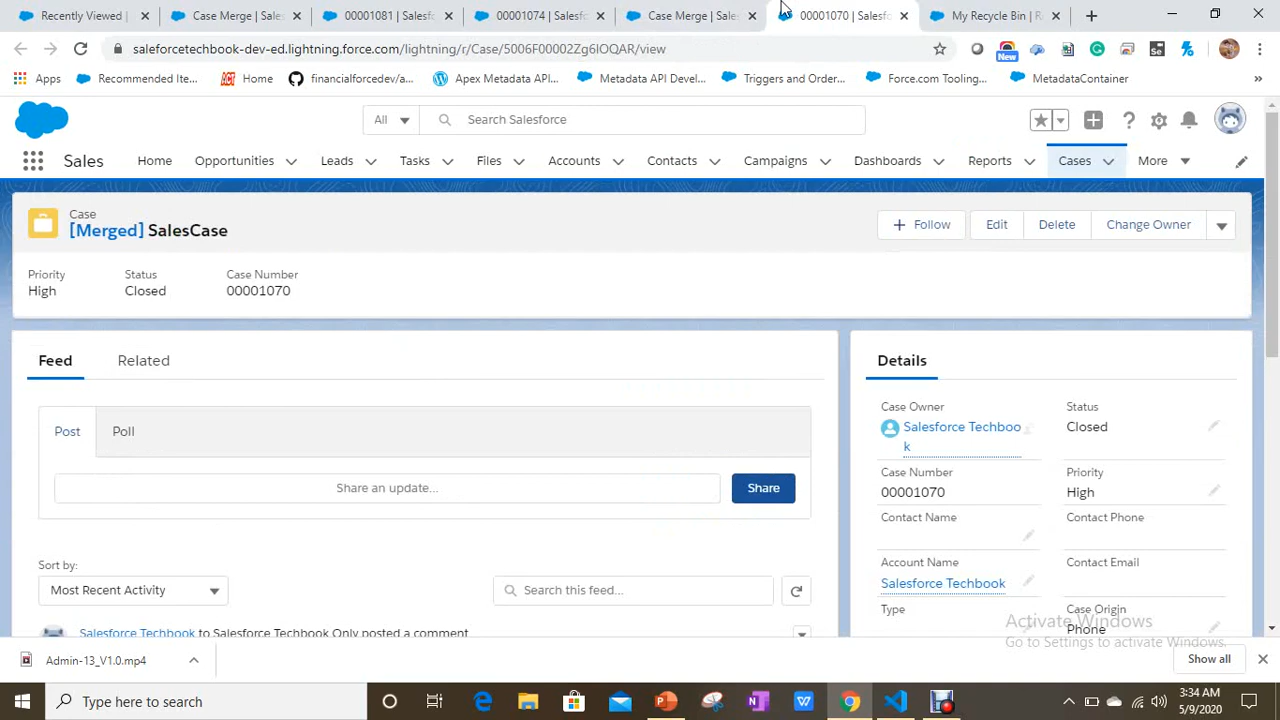 Recently Viewed |
Case Merge | Sales
00001081 | Salesf
00001074 | Salesfo
Case Merge | Sale
00001070 | Salesfo
My Recycle Bin | R
saleforcetechbook-dev-ed.lightning.force.com/lightning/r/Case/5006F00002Zg6IOQAR/view
New
Se
Apps
Recommended Ite...
Home
financialforcedev/a...
Apex Metadata API...
Metadata API Devel...
Triggers and Order...
Force.com Tooling...
MetadataContainer
»
All
Search Salesforce
Sales
Home
Opportunities
Leads
Tasks
Files
Accounts
Contacts
Campaigns
Dashboards
Reports
Cases
More
Case
[Merged] SalesCase
+ Follow
Edit
Delete
Change Owner
Priority
Status
Case Number
High
Closed
00001070
Feed
Related
Details
Post
Poll
Share an update...
Share
Sort by:
Most Recent Activity
Search this feed...
Salesforce Techbook to Salesforce Techbook Only posted a comment
Case Owner
Status
Salesforce Techboo
k
Closed
Case Number
Priority
00001070
High
Contact Name
Contact Phone
Account Name
Contact Email
Salesforce Techbook
Type
Case Origin
Phone
Activate Windows
Go to Settings to activate Windows.
Admin-13_V1.0.mp4
Show all
Type here to search
3:34 AM
5/9/2020